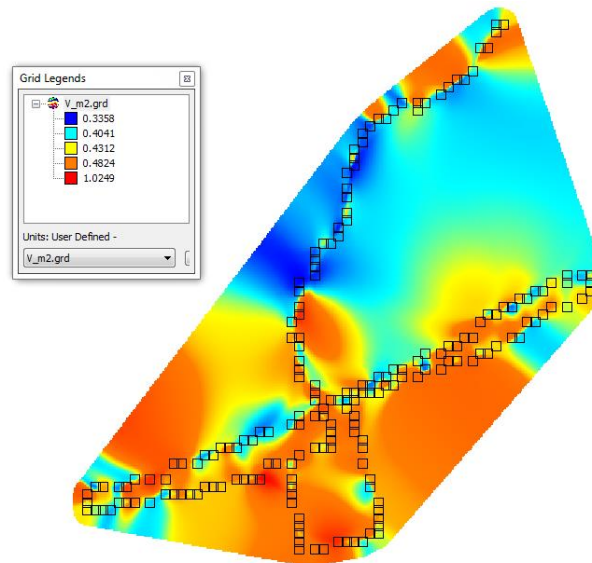 Grid Legends
V_m2.grd
0.3358
0.4041
0.4312
0.4824
1.0249
Units: User Defined -
V_m2.grd